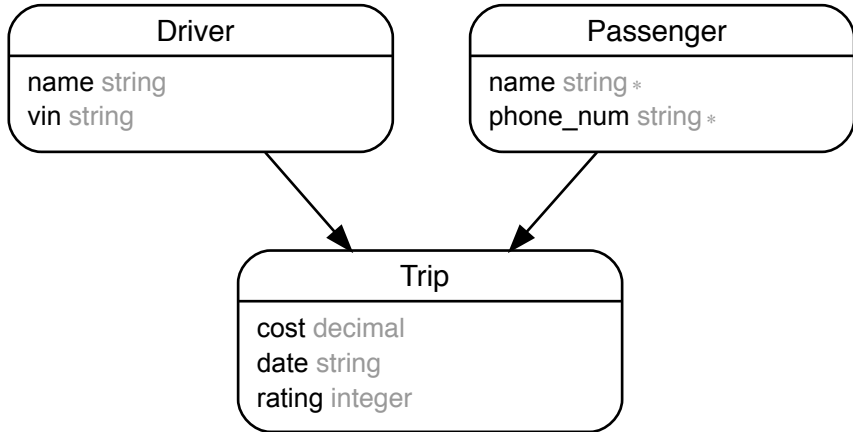 Driver
name string
vin string
Passenger
name string *
phone_num string *
Trip
cost decimal
date string
rating integer